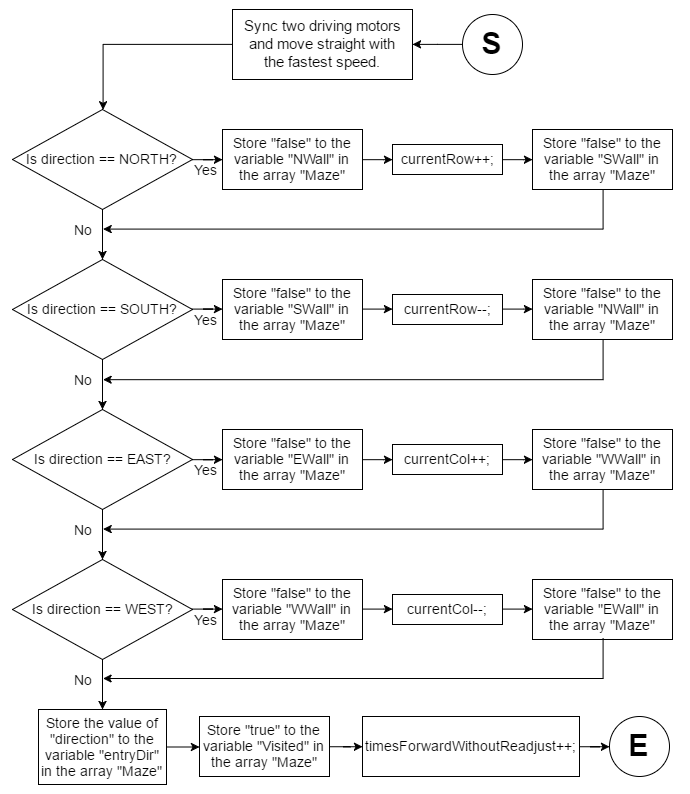 Sync two driving motors
and move straight with
the fastest speed.
S
Is direction == NORTH?
Yes
Store "false" to the
variable "NWall" in
the array "Maze"
currentRow++;
Store "false" to the
variable "SWall" in
the array "Maze"
No
Is direction == SOUTH?
Yes
Store "false" to the
variable "SWall" in
the array "Maze"
currentRow--;
Store "false" to the
variable "NWall" in
the array "Maze"
No
Is direction == EAST?
Yes
Store "false" to the
variable "EWall" in
the array "Maze"
currentCol++;
Store "false" to the
variable "WWall" in
the array "Maze"
No
Is direction == WEST?
Yes
Store "false" to the
variable "WWall" in
the array "Maze"
currentCol--;
Store "false" to the
variable "EWall" in
the array "Maze"
No
Store the value of
"direction" to the
variable "entryDir"
in the array "Maze"
Store "true" to the
variable "Visited" in
the array "Maze"
timesForwardWithoutReadjust++;
E